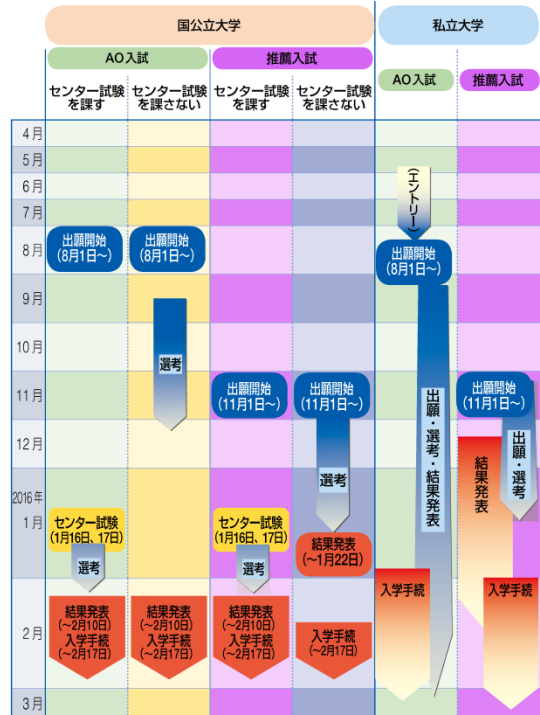 国公立大学
私立大学
AO入試
推薦入試
AO入試
推薦入試
センター試験
を課す
センター試験
を課さない
センター試験
を課す
センター試験
を課さない
4月
5月
6月
7月
8月
9月
10月
11月
12月
2016年
1月
2月
3月
出願開始
(8月1日〜)
出願開始
(8月1日〜)
(エントリー)
出願開始
(8月1日〜)
選考
出願開始
(11月1日〜)
出願開始
(11月1日〜)
出願開始
(11月1日〜)
出願・選考・結果発表
出願・選考
結果発表
選考
センター試験
(1月16日、17日)
選考
センター試験
(1月16日、17日)
選考
結果発表
(〜1月22日)
結果発表
(〜2月10日)
入学手続
(〜2月17日)
結果発表
(〜2月10日)
入学手続
(〜2月17日)
結果発表
(〜2月10日)
入学手続
(〜2月17日)
入学手続
(〜2月17日)
入学手続
入学手続